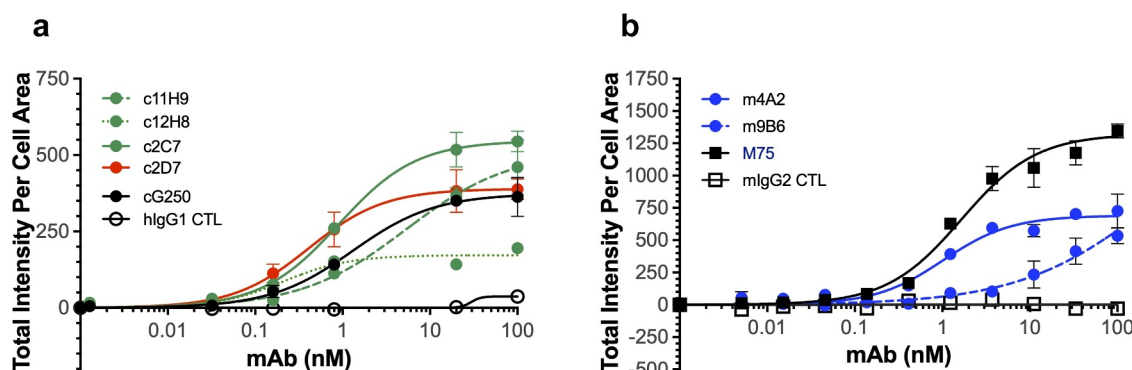 a
Total Intensity Per Cell Area
750
500
250
0
c11H9
c12H8
c2C7
c2D7
cG250
hIgG1 CTL
0.01 0.1 1 10 100
mAb (nM)
b
Total Intensity Per Cell Area
1750
1500
1250
1000
750
500
250
0
-250
-500
m4A2
m9B6
M75
mIgG2 CTL
0.01 0.1 1 10 100
mAb (nM)